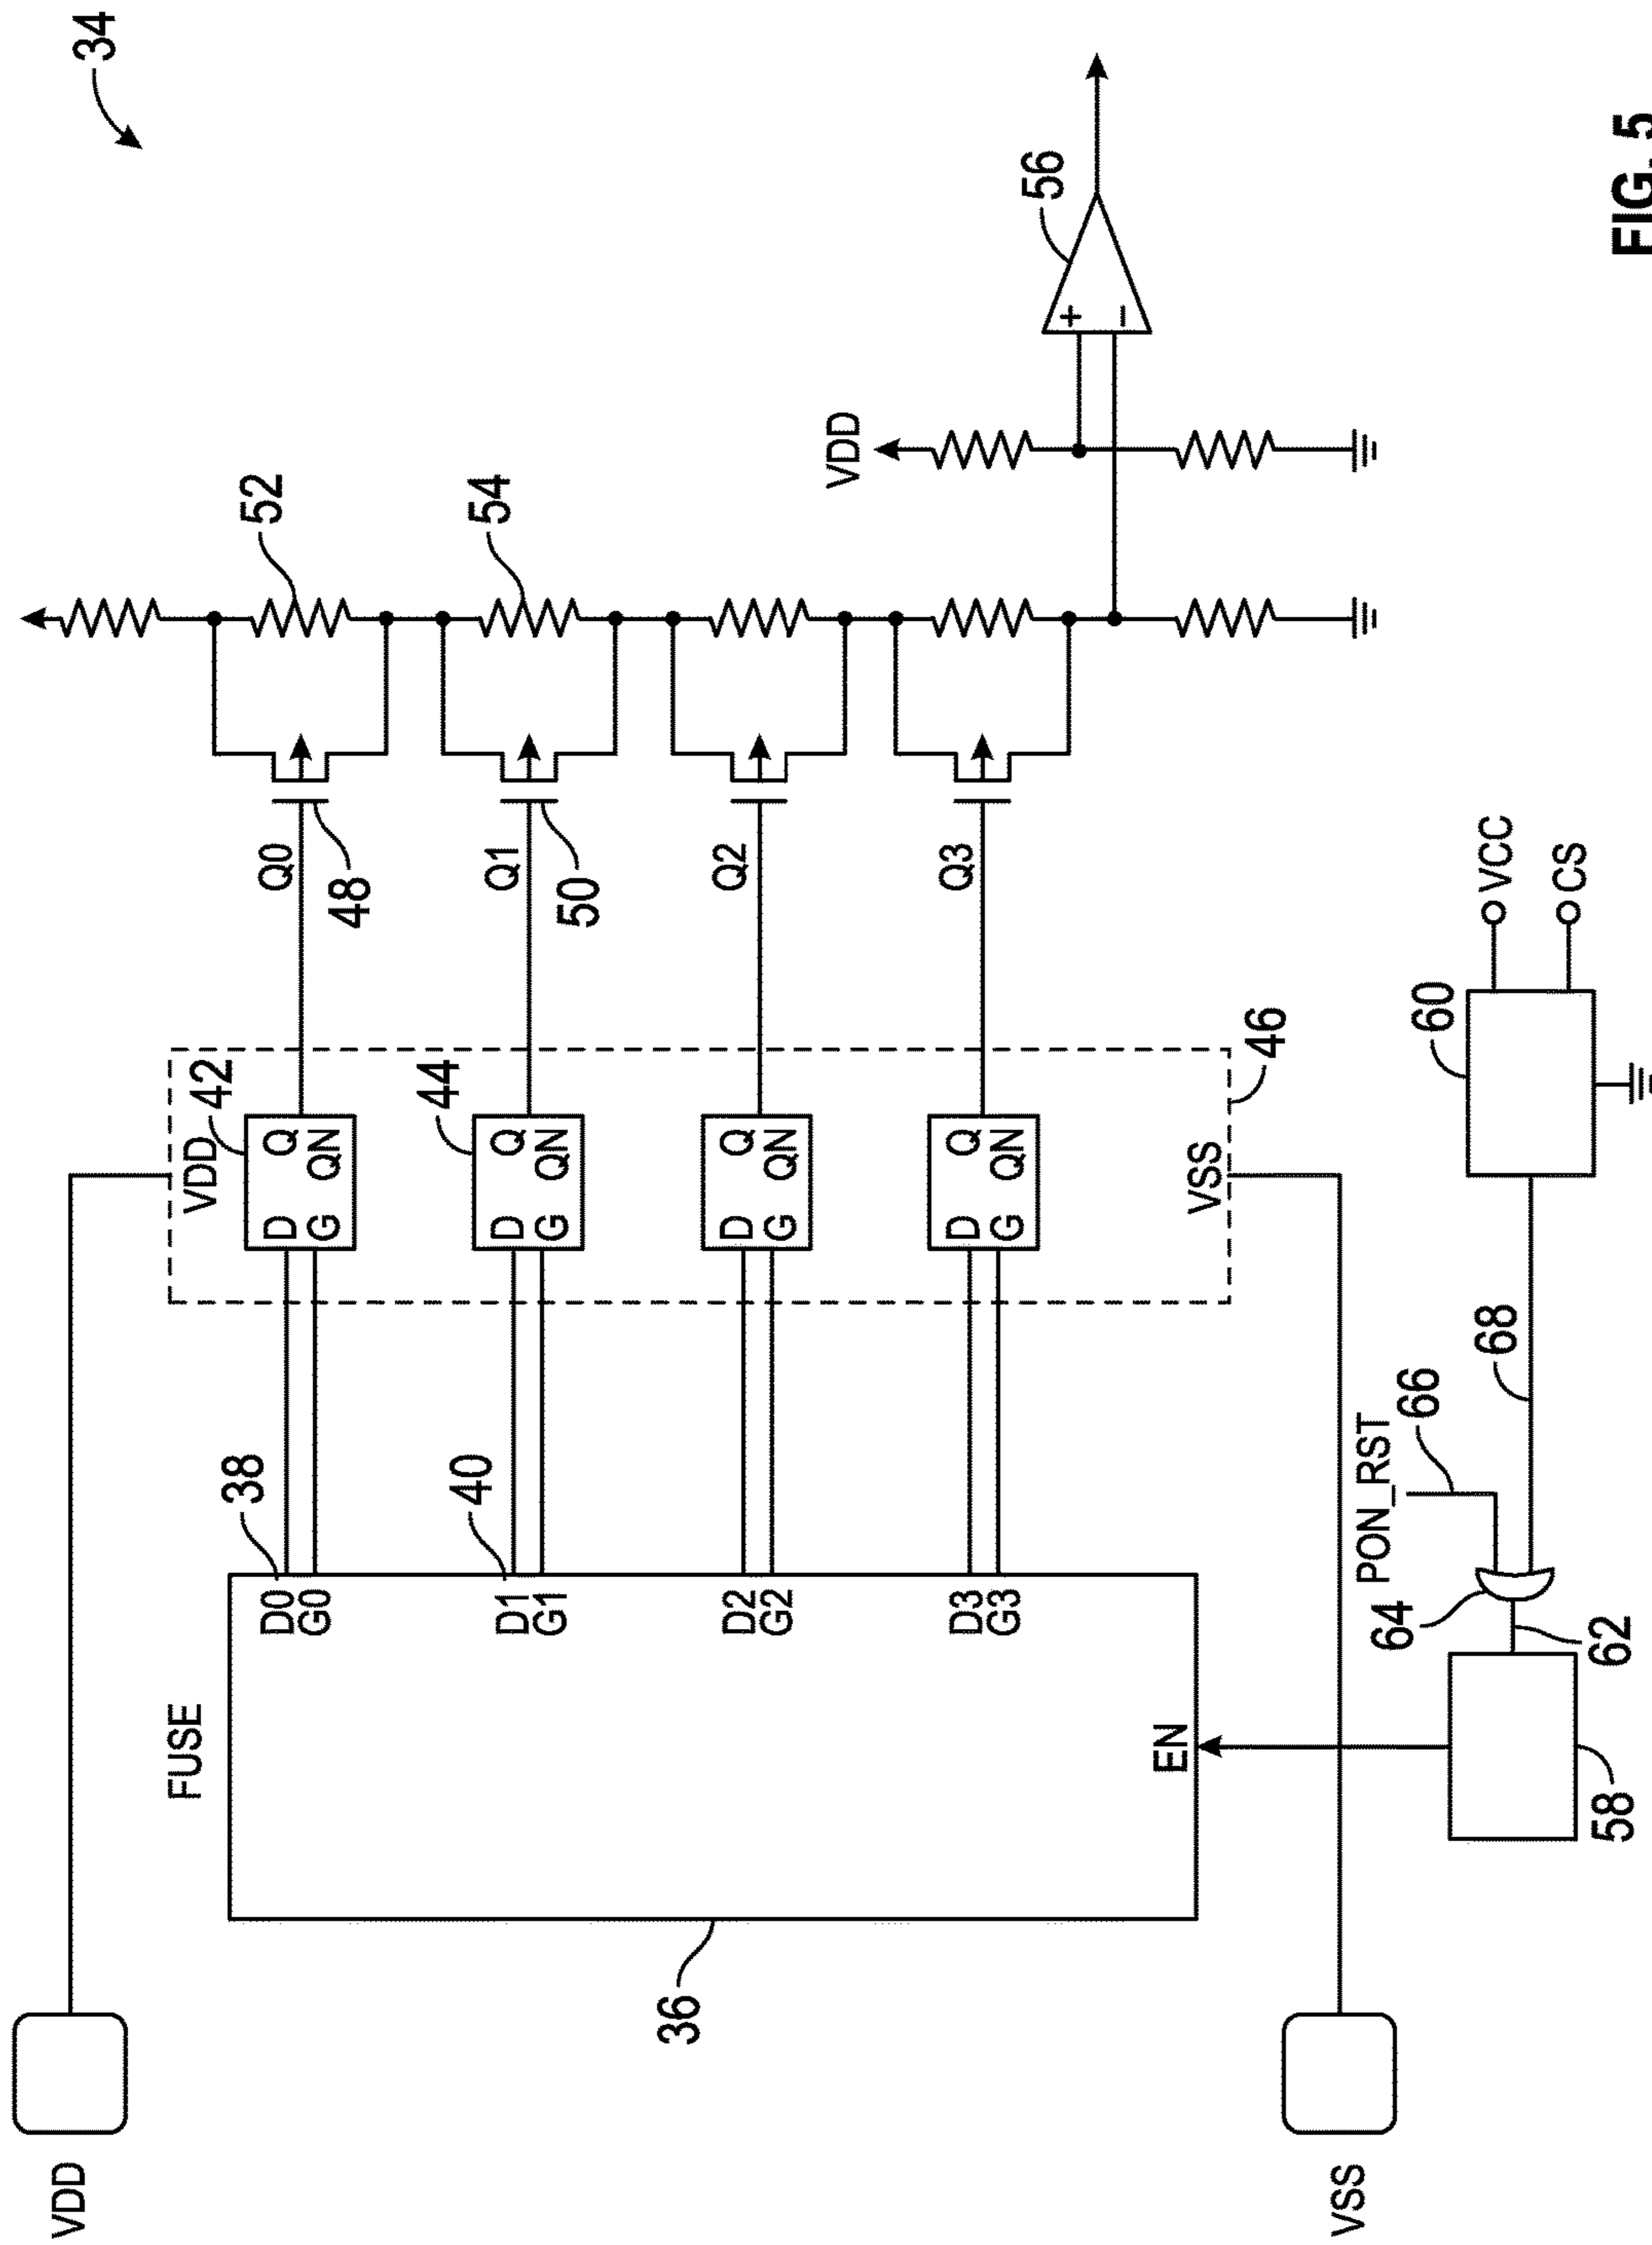 34
VDD
FUSE
36
D0
G0
38
D1
G1
40
D2
G2
D3
G3
EN
VDD
42
D
G
Q
QN
44
D
G
Q
QN
D
G
Q
QN
D
G
Q
QN
VSS
46
Q0
48
Q1
50
Q2
Q3
52
54
VDD
+
-
56
VSS
58
62
64
PON_RST
66
68
60
VCC
CS
FIG. 5